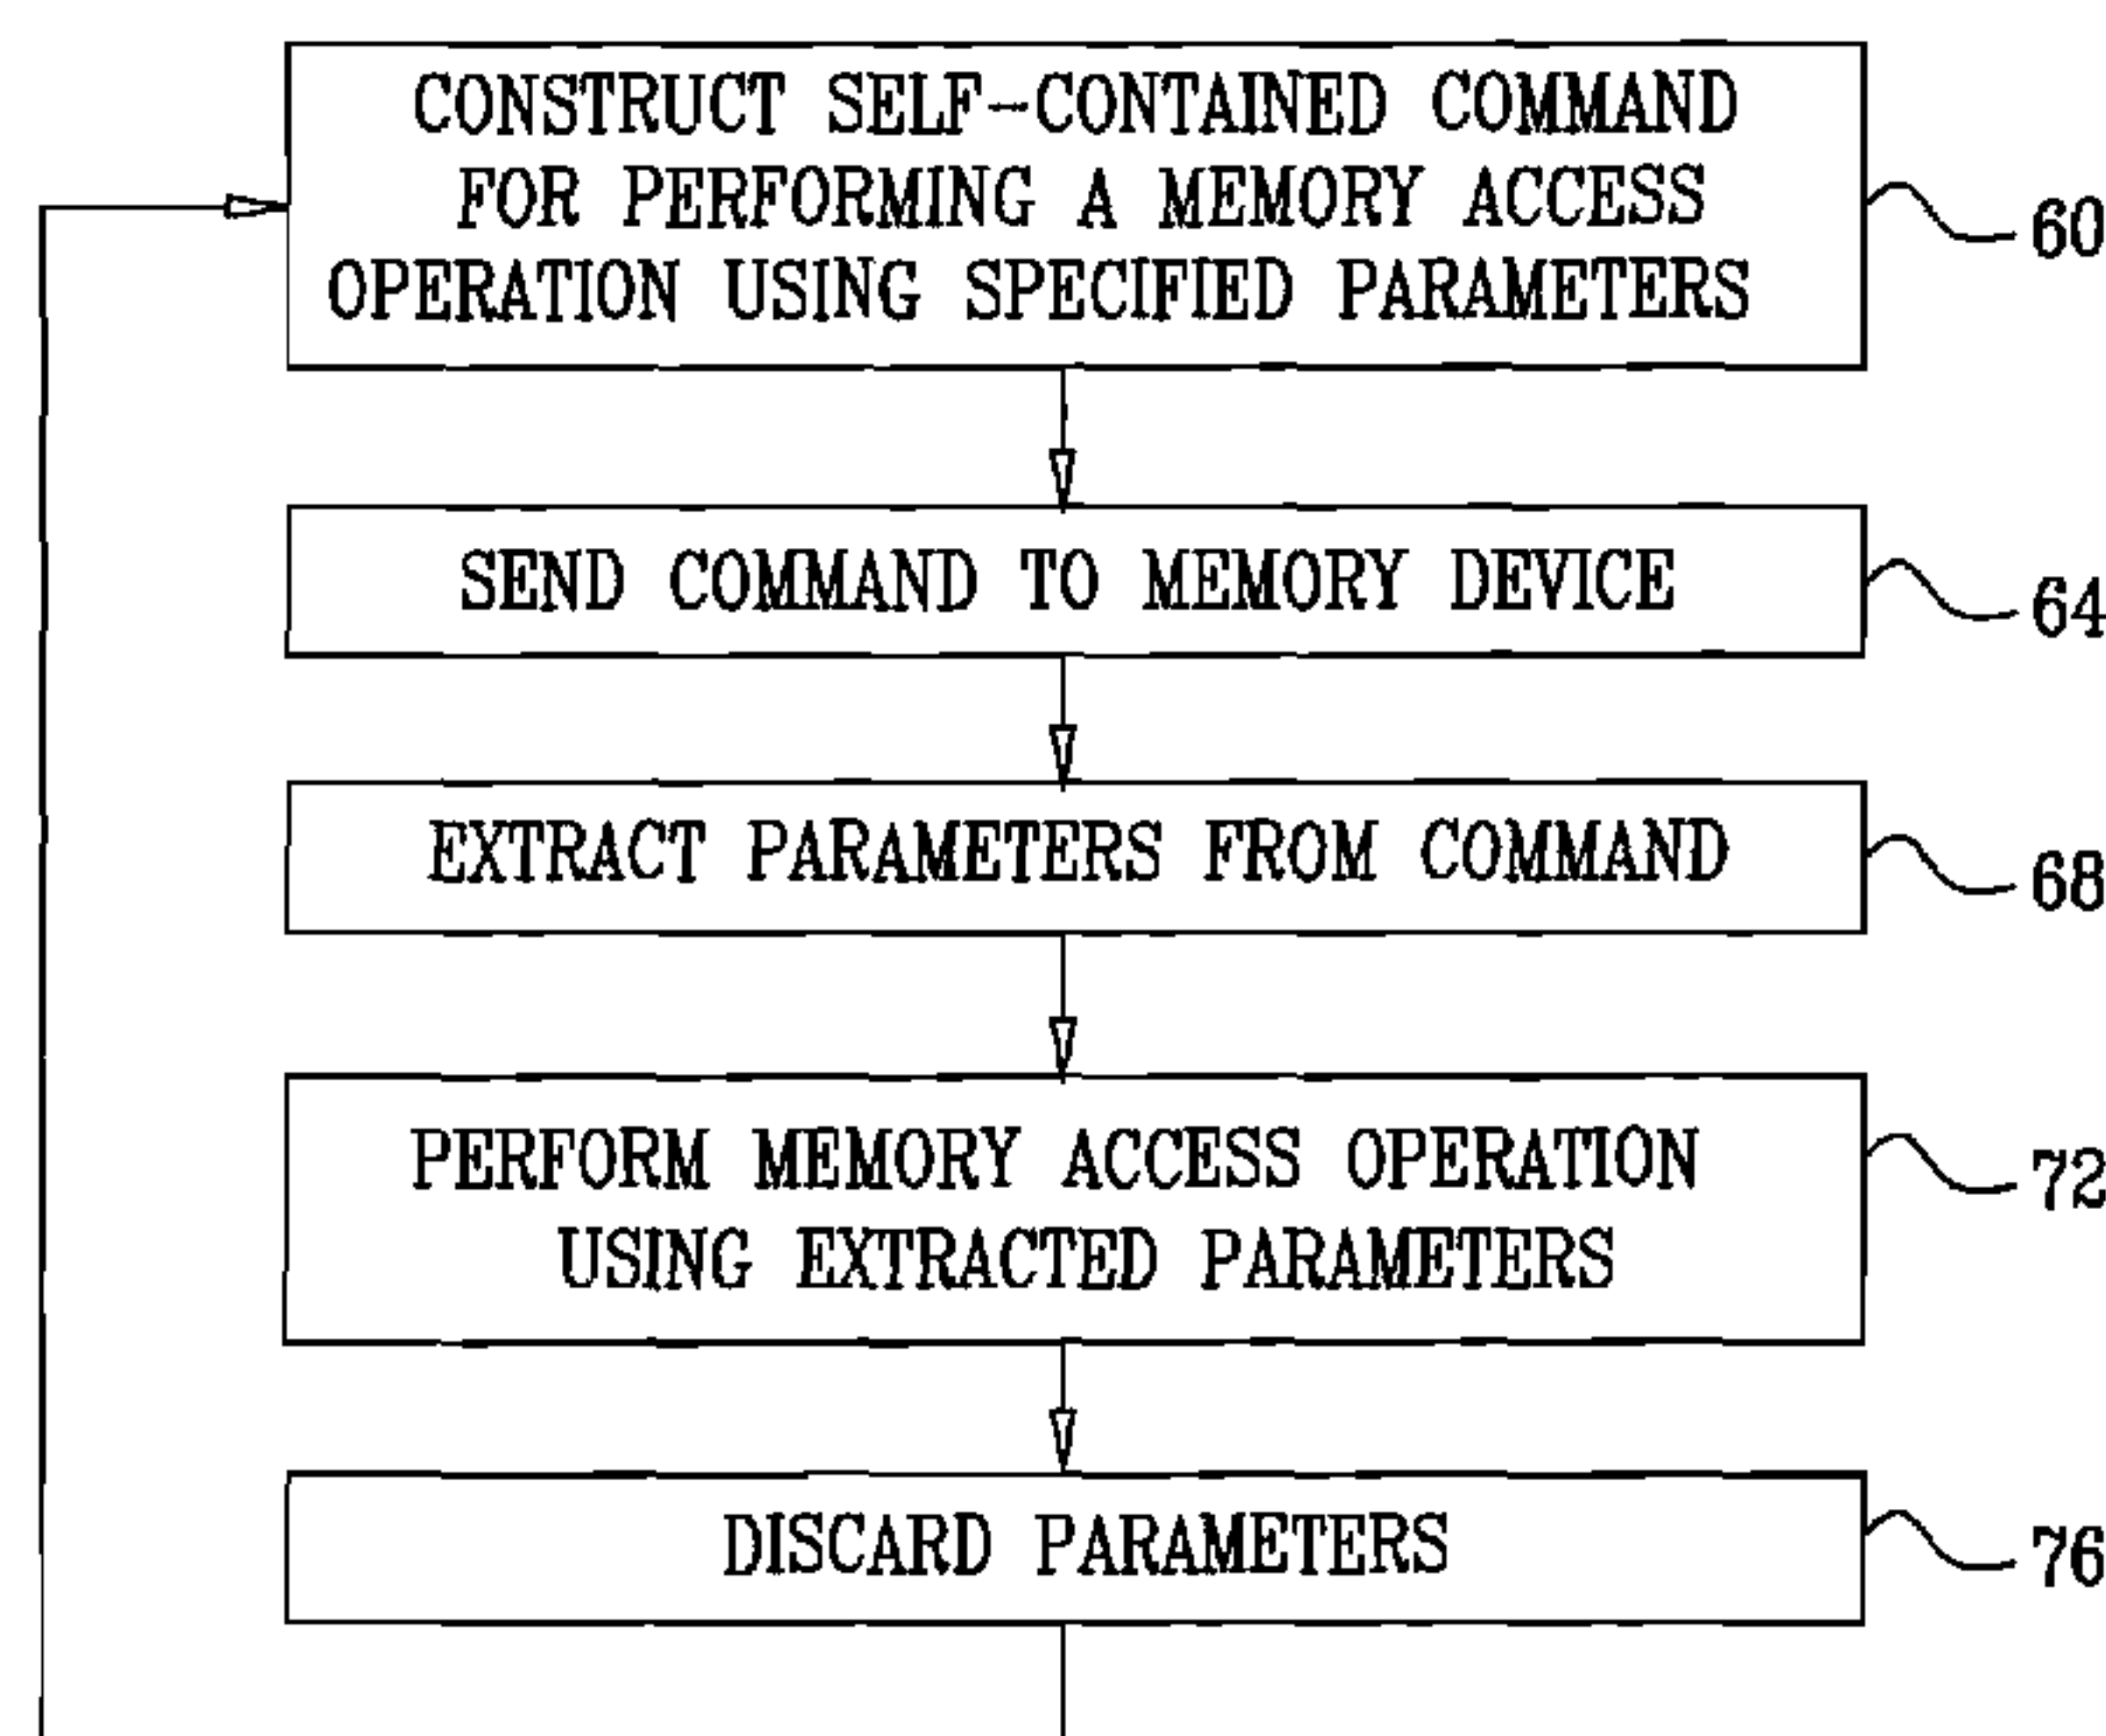 CONSTRUCT SELF-CONTAINED COMMAND
FOR PERFORMING A MEMORY ACCESS
OPERATION USING SPECIFIED PARAMETERS
60
SEND COMMAND TO MEMORY DEVICE
64
EXTRACT PARAMETERS FROM COMMAND
68
PERFORM MEMORY ACCESS OPERATION
USING EXTRACTED PARAMETERS
72
DISCARD PARAMETERS
76